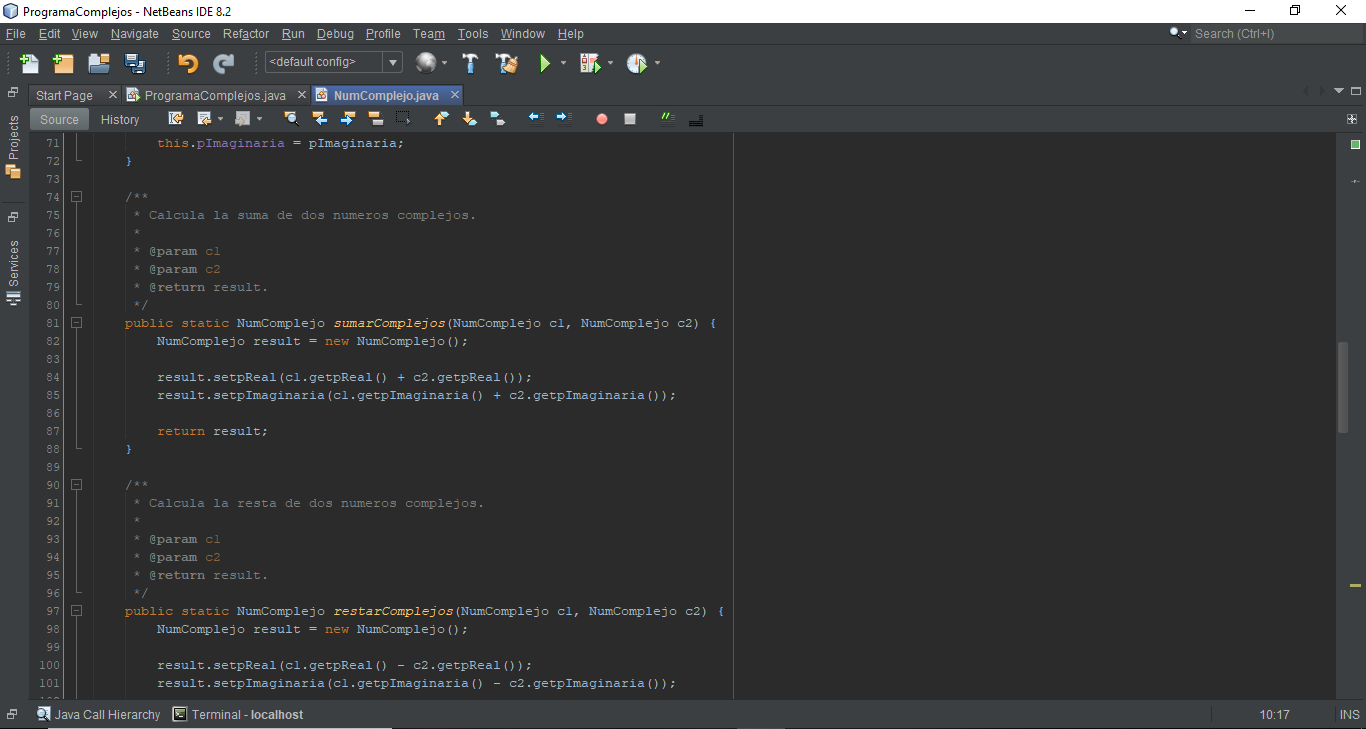 ProgramaComplejos - NetBeans IDE 8.2
File Edit View Navigate Source Refactor Run Debug Profile Team Tools Window Help
Search (Ctrl+I)
<default config>
Start Page ProgramaComplejos.java NumComplejo.java
Source History
Projects
Services
71 this.pImaginaria = pImaginaria;
72 }
73
74 /**
75 * Calcula la suma de dos numeros complejos.
76 *
77 * @param c1
78 * @param c2
79 * @return result.
80 */
81 public static NumComplejo sumarComplejos(NumComplejo c1, NumComplejo c2) {
82 NumComplejo result = new NumComplejo();
83
84 result.setpReal(c1.getpReal() + c2.getpReal());
85 result.setpImaginaria(c1.getpImaginaria() + c2.getpImaginaria());
86
87 return result;
88 }
89
90 /**
91 * Calcula la resta de dos numeros complejos.
92 *
93 * @param c1
94 * @param c2
95 * @return result.
96 */
97 public static NumComplejo restarComplejos(NumComplejo c1, NumComplejo c2) {
98 NumComplejo result = new NumComplejo();
99
100 result.setpReal(c1.getpReal() - c2.getpReal());
101 result.setpImaginaria(c1.getpImaginaria() - c2.getpImaginaria());
Java Call Hierarchy Terminal - localhost
10:17 INS